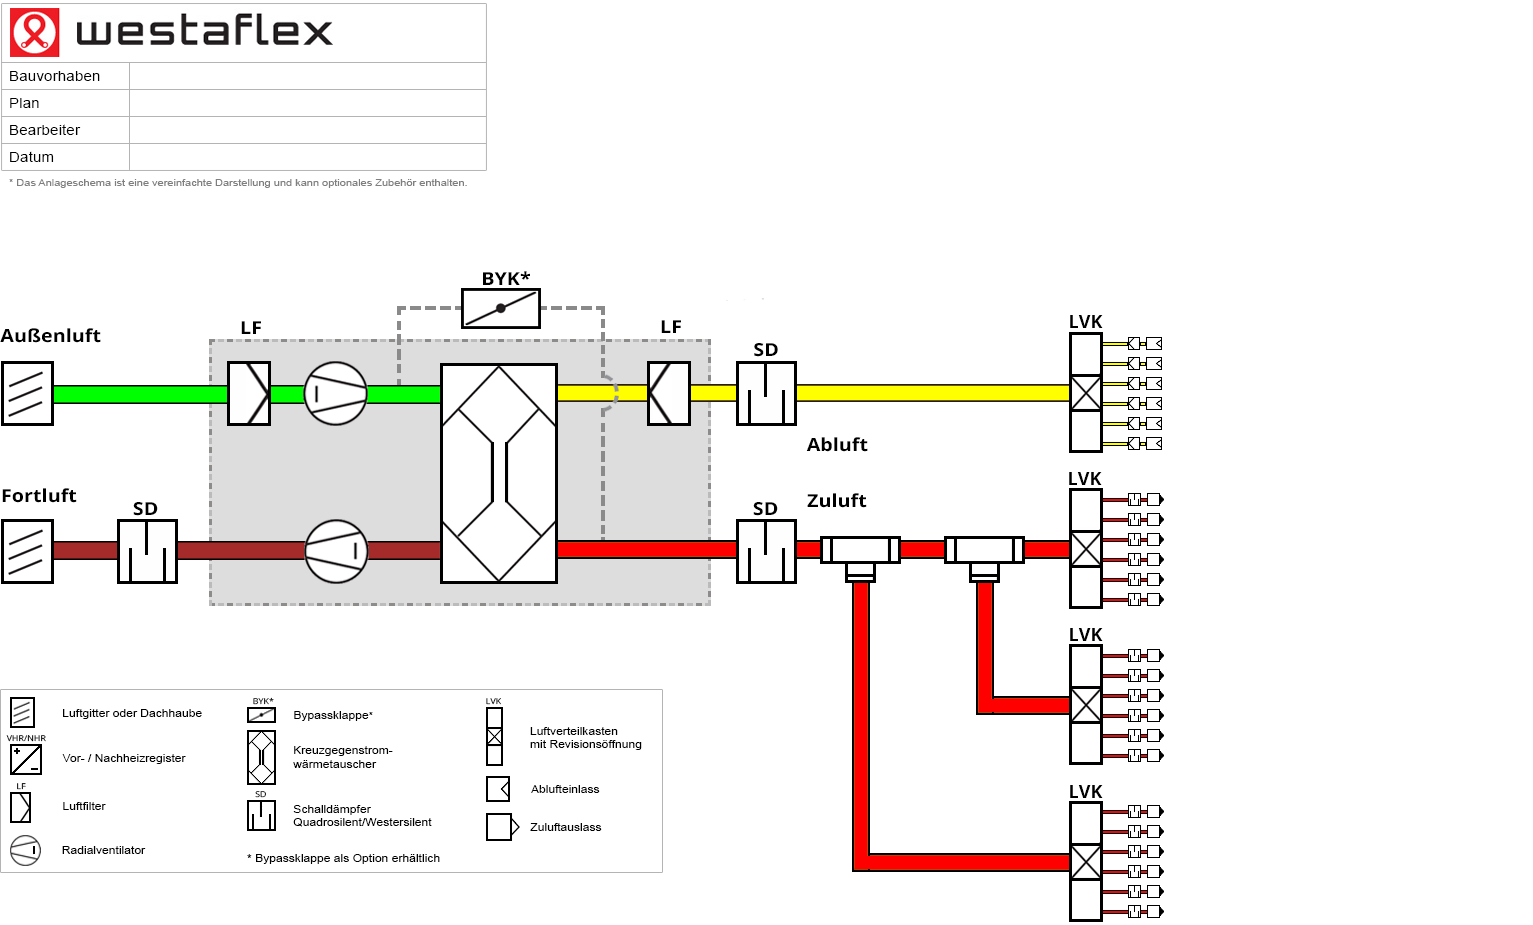 westaflex
Bauvorhaben
Plan
Bearbeiter
Datum
* Das Anlageschema ist eine vereinfachte Darstellung und kann optionales Zubehör enthalten.
BYK*
Außenluft
LF
LF
SD
LVK
Abluft
Fortluft
SD
SD
Zuluft
LVK
LVK
LVK
Luftgitter oder Dachhaube
VHR/NHR
Vor- / Nachheizregister
LF
Luftfilter
Radialventilator
BYK*
Bypassklappe*
Kreuzgegenstrom-
wärmetauscher
SD
Schalldämpfer
Quadrosilent/Westersilent
* Bypassklappe als Option erhältlich
LVK
Luftverteilkasten
mit Revisionsöffnung
Ablufteinlass
Zuluftauslass